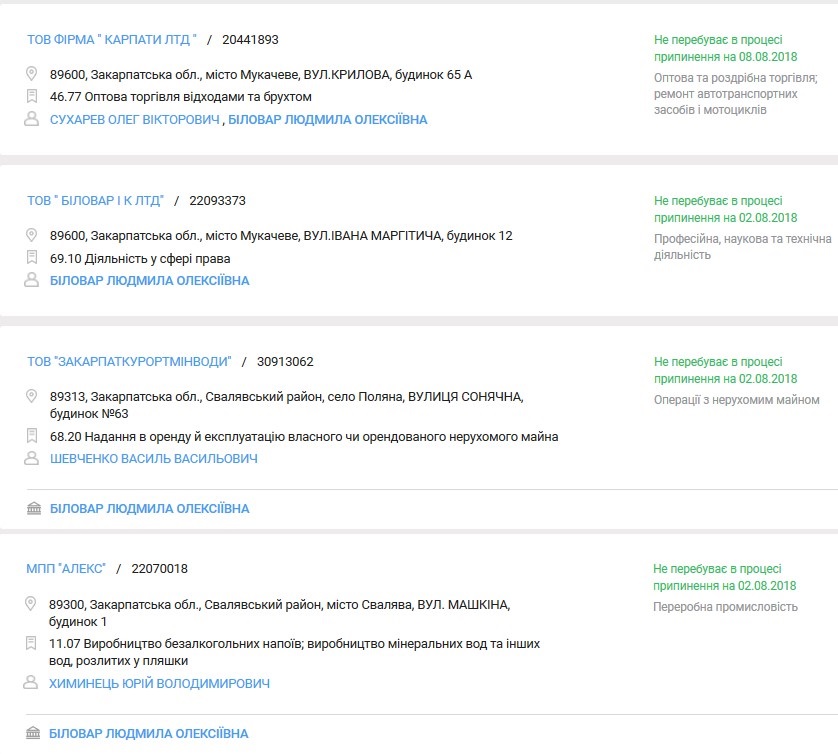 ТОВ ФІРМА " КАРПАТИ ЛТД " / 20441893
Не перебуває в процесі
припинення на 08.08.2018
Оптова та роздрібна торгівля;
ремонт автотранспортних
засобів і мотоциклів
89600, Закарпатська обл., місто Мукачеве, ВУЛ.КРИЛОВА, будинок 65 А
46.77 Оптова торгівля відходами та брухтом
СУХАРЕВ ОЛЕГ ВІКТОРОВИЧ , БІЛОВАР ЛЮДМИЛА ОЛЕКСІЇВНА
ТОВ " БІЛОВАР І К ЛТД" / 22093373
Не перебуває в процесі
припинення на 02.08.2018
Професійна, наукова та технічна
діяльність
89600, Закарпатська обл., місто Мукачеве, ВУЛ.ІВАНА МАРГІТИЧА, будинок 12
69.10 Діяльність у сфері права
БІЛОВАР ЛЮДМИЛА ОЛЕКСІЇВНА
ТОВ "ЗАКАРПАТКУРОРТМІНВОДИ" / 30913062
Не перебуває в процесі
припинення на 02.08.2018
Операції з нерухомим майном
89313, Закарпатська обл., Свалявський район, село Поляна, ВУЛИЦЯ СОНЯЧНА,
будинок №63
68.20 Надання в оренду й експлуатацію власного чи орендованого нерухомого майна
ШЕВЧЕНКО ВАСИЛЬ ВАСИЛЬОВИЧ
БІЛОВАР ЛЮДМИЛА ОЛЕКСІЇВНА
МПП "АЛЕКС" / 22070018
Не перебуває в процесі
припинення на 02.08.2018
Переробна промисловість
89300, Закарпатська обл., Свалявський район, місто Свалява, ВУЛ. МАШКІНА,
будинок 1
11.07 Виробництво безалкогольних напоїв; виробництво мінеральних вод та інших
вод, розлитих у пляшки
ХИМИНЕЦЬ ЮРІЙ ВОЛОДИМИРОВИЧ
БІЛОВАР ЛЮДМИЛА ОЛЕКСІЇВНА